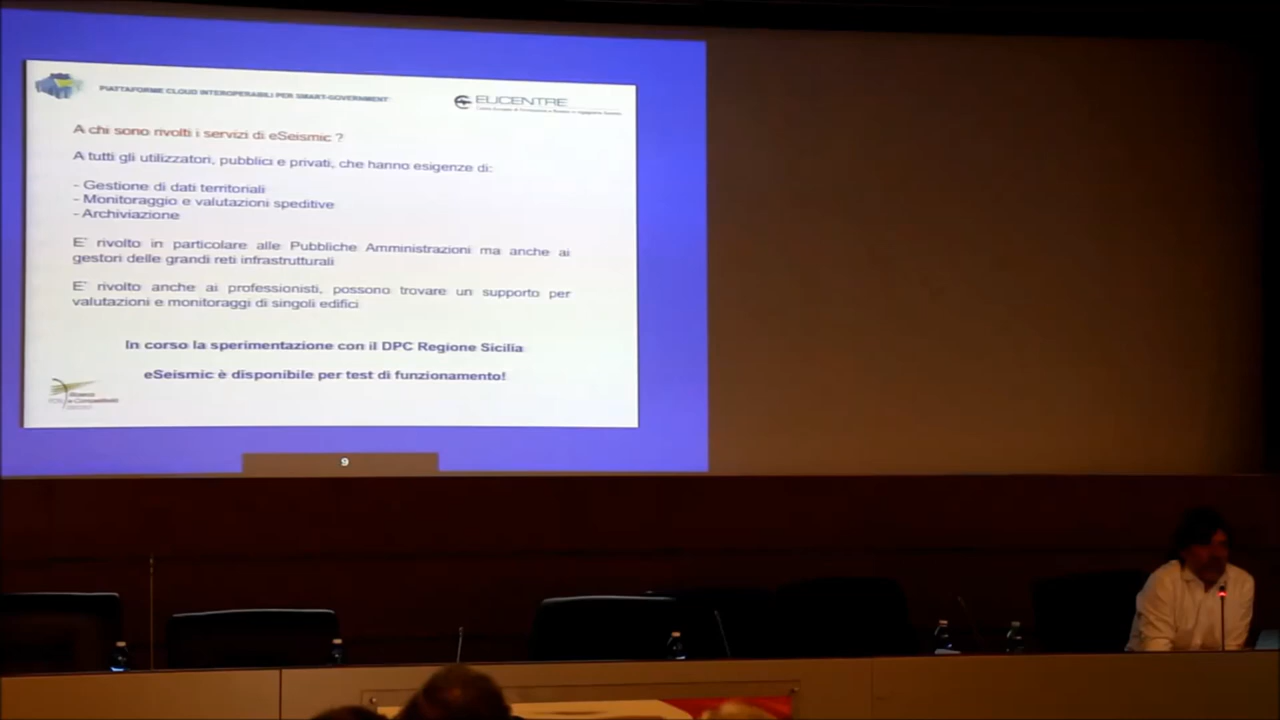 PIATTAFORME CLOUD INTEROPERABILI PER SMART-GOVERNMENT
EUCENTRE
A chi sono rivolti i servizi di eSeismic ?
A tutti gli utilizzatori, pubblici e privati, che hanno esigenze di:
- Gestione di dati territoriali
- Monitoraggio e valutazioni speditive
- Archiviazione
E' rivolto in particolare alle Pubbliche Amministrazioni ma anche ai
gestori delle grandi reti infrastrutturali
E' rivolto anche ai professionisti, possono trovare un supporto per
valutazioni e monitoraggi di singoli edifici
In corso la sperimentazione con il DPC Regione Sicilia
eSeismic è disponibile per test di funzionamento!
9